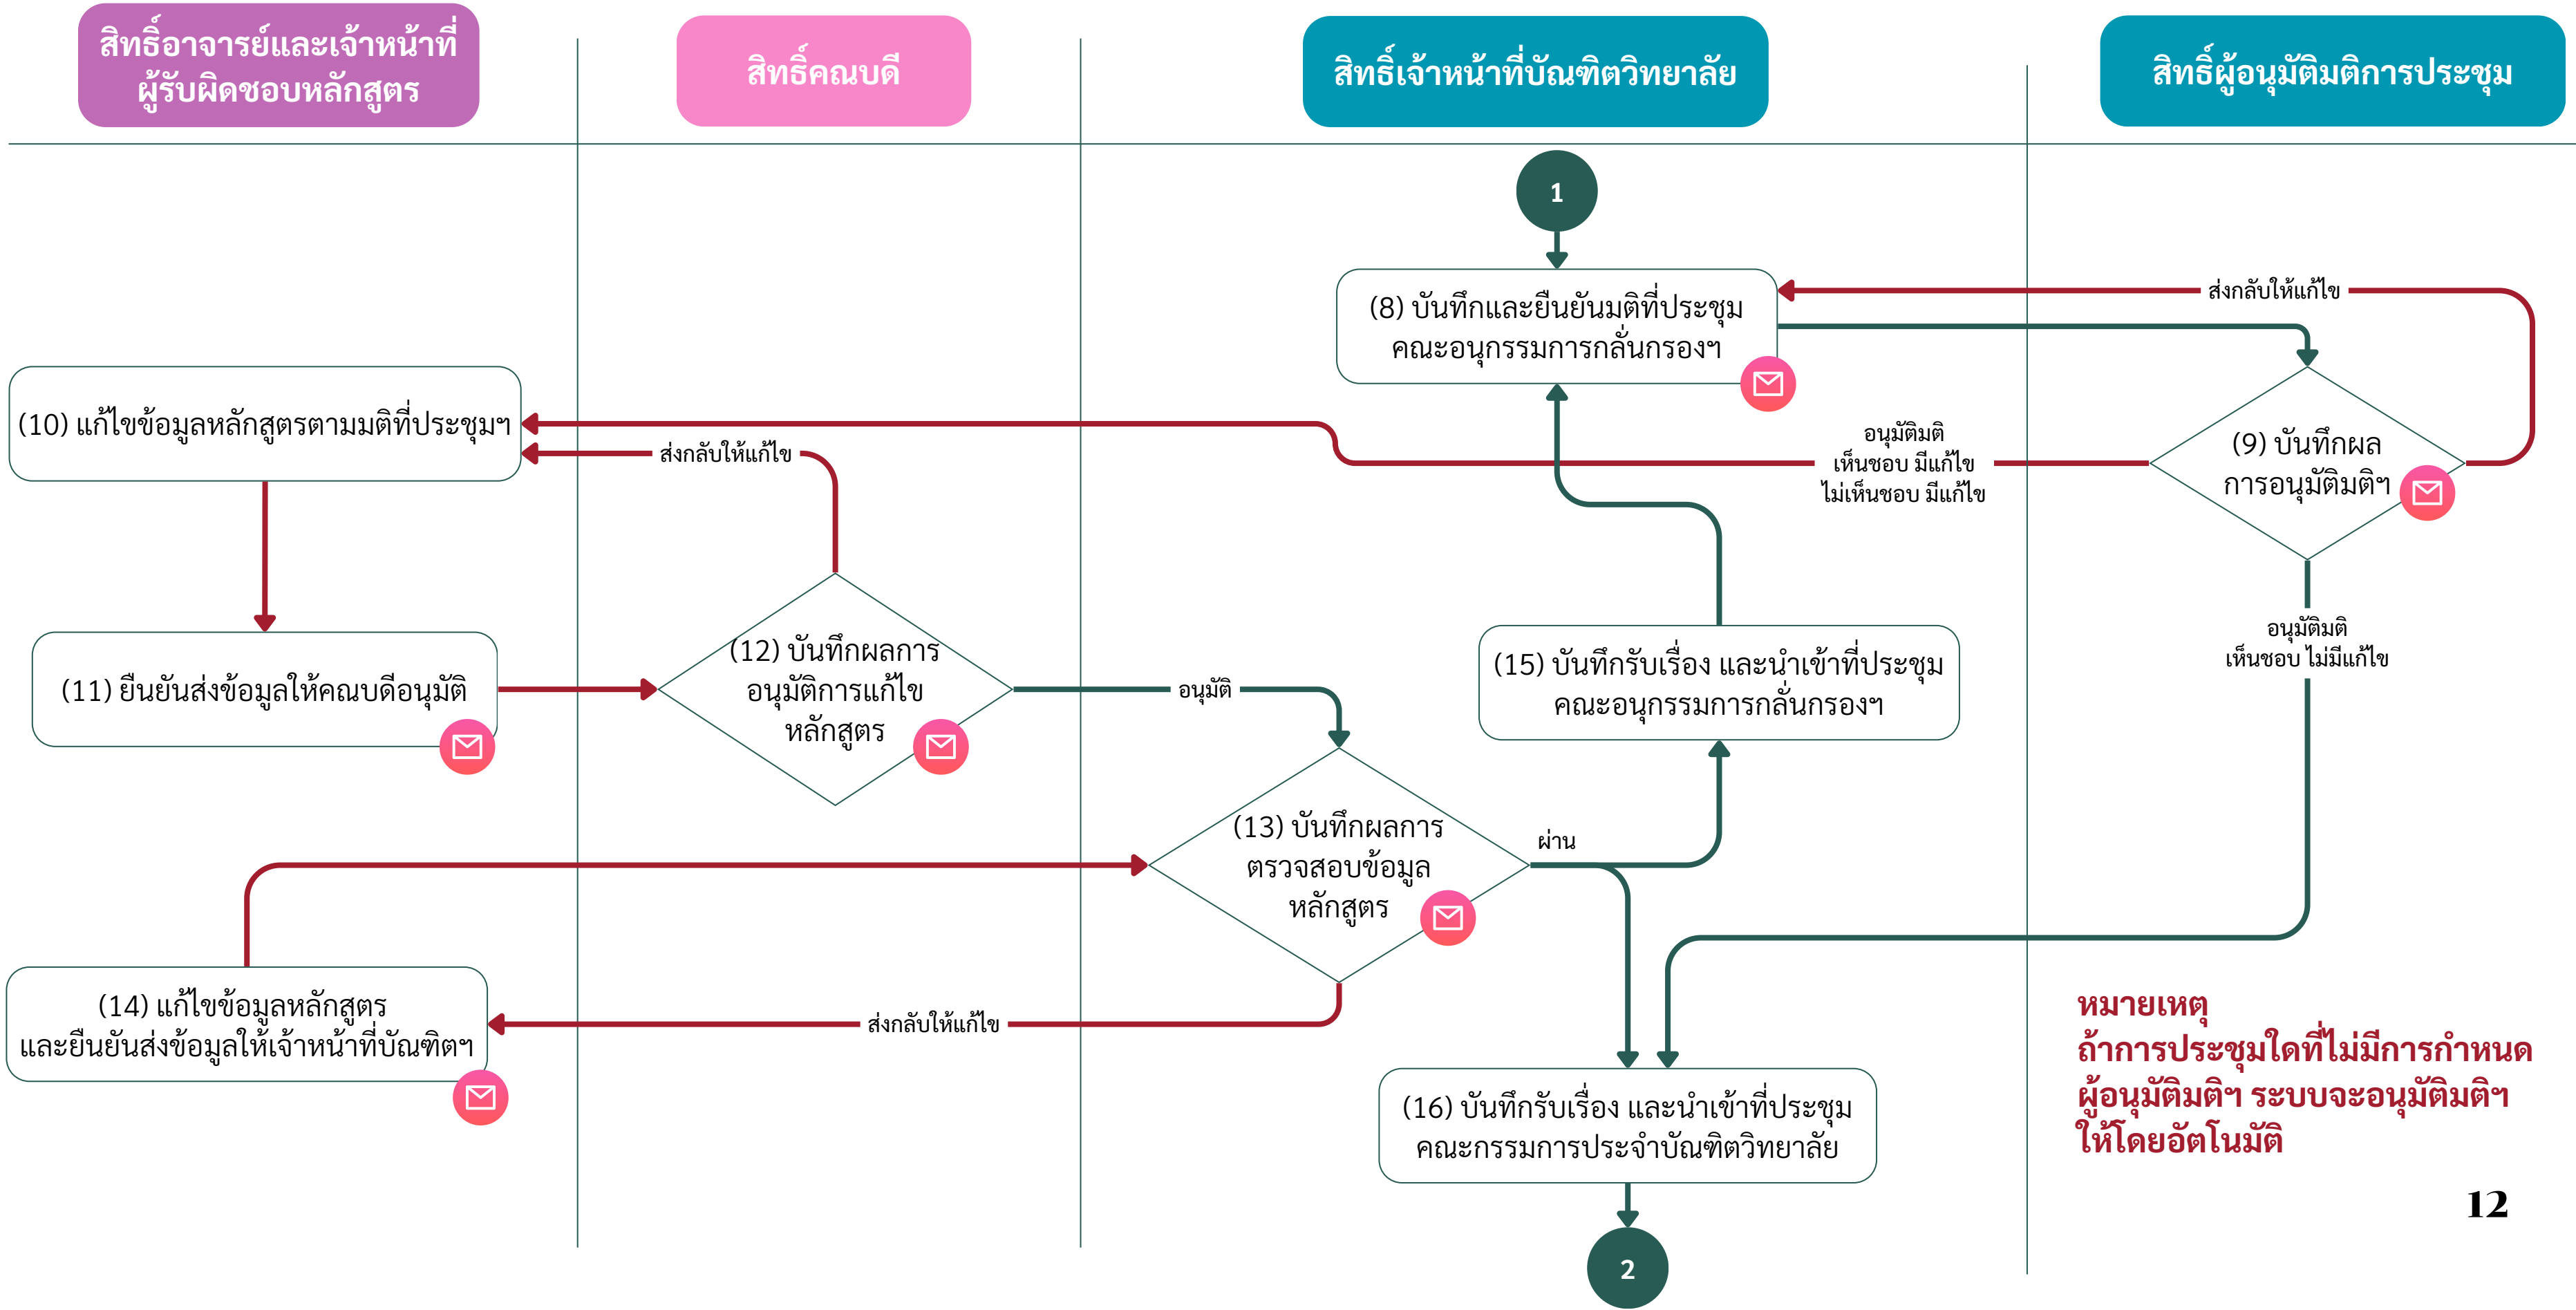 สิทธิ์อาจารย์และเจ้าหน้าที่
ผู้รับผิดชอบหลักสูตร
สิทธิ์คณบดี
สิทธิ์เจ้าหน้าที่บัณฑิตวิทยาลัย
สิทธิ์ผู้อนุมัติมติการประชุม
1
(8) บันทึกและยืนยันมติที่ประชุม
คณะอนุกรรมการกลั่นกรองฯ
ส่งกลับให้แก้ไข
(9) บันทึกผล
การอนุมัติมติฯ
อนุมัติมติ
เห็นชอบ มีแก้ไข
ไม่เห็นชอบ มีแก้ไข
(10) แก้ไขข้อมูลหลักสูตรตามมติที่ประชุมฯ
ส่งกลับให้แก้ไข
(11) ยืนยันส่งข้อมูลให้คณบดีอนุมัติ
(12) บันทึกผลการ
อนุมัติการแก้ไข
หลักสูตร
อนุมัติ
(15) บันทึกรับเรื่อง และนำเข้าที่ประชุม
คณะอนุกรรมการกลั่นกรองฯ
อนุมัติมติ
เห็นชอบ ไม่มีแก้ไข
(13) บันทึกผลการ
ตรวจสอบข้อมูล
หลักสูตร
ผ่าน
(14) แก้ไขข้อมูลหลักสูตร
และยืนยันส่งข้อมูลให้เจ้าหน้าที่บัณฑิตฯ
ส่งกลับให้แก้ไข
(16) บันทึกรับเรื่อง และนำเข้าที่ประชุม
คณะกรรมการประจำบัณฑิตวิทยาลัย
2
หมายเหตุ
ถ้าการประชุมใดที่ไม่มีการกำหนด
ผู้อนุมัติมติฯ ระบบจะอนุมัติมติฯ
ให้โดยอัตโนมัติ
12